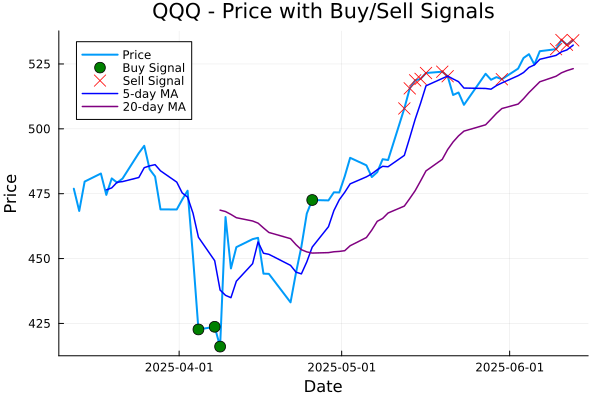 QQQ - Price with Buy/Sell Signals
Price
Buy Signal
Sell Signal
5-day MA
20-day MA
525
500
475
450
425
Price
2025-04-01
2025-05-01
2025-06-01
Date